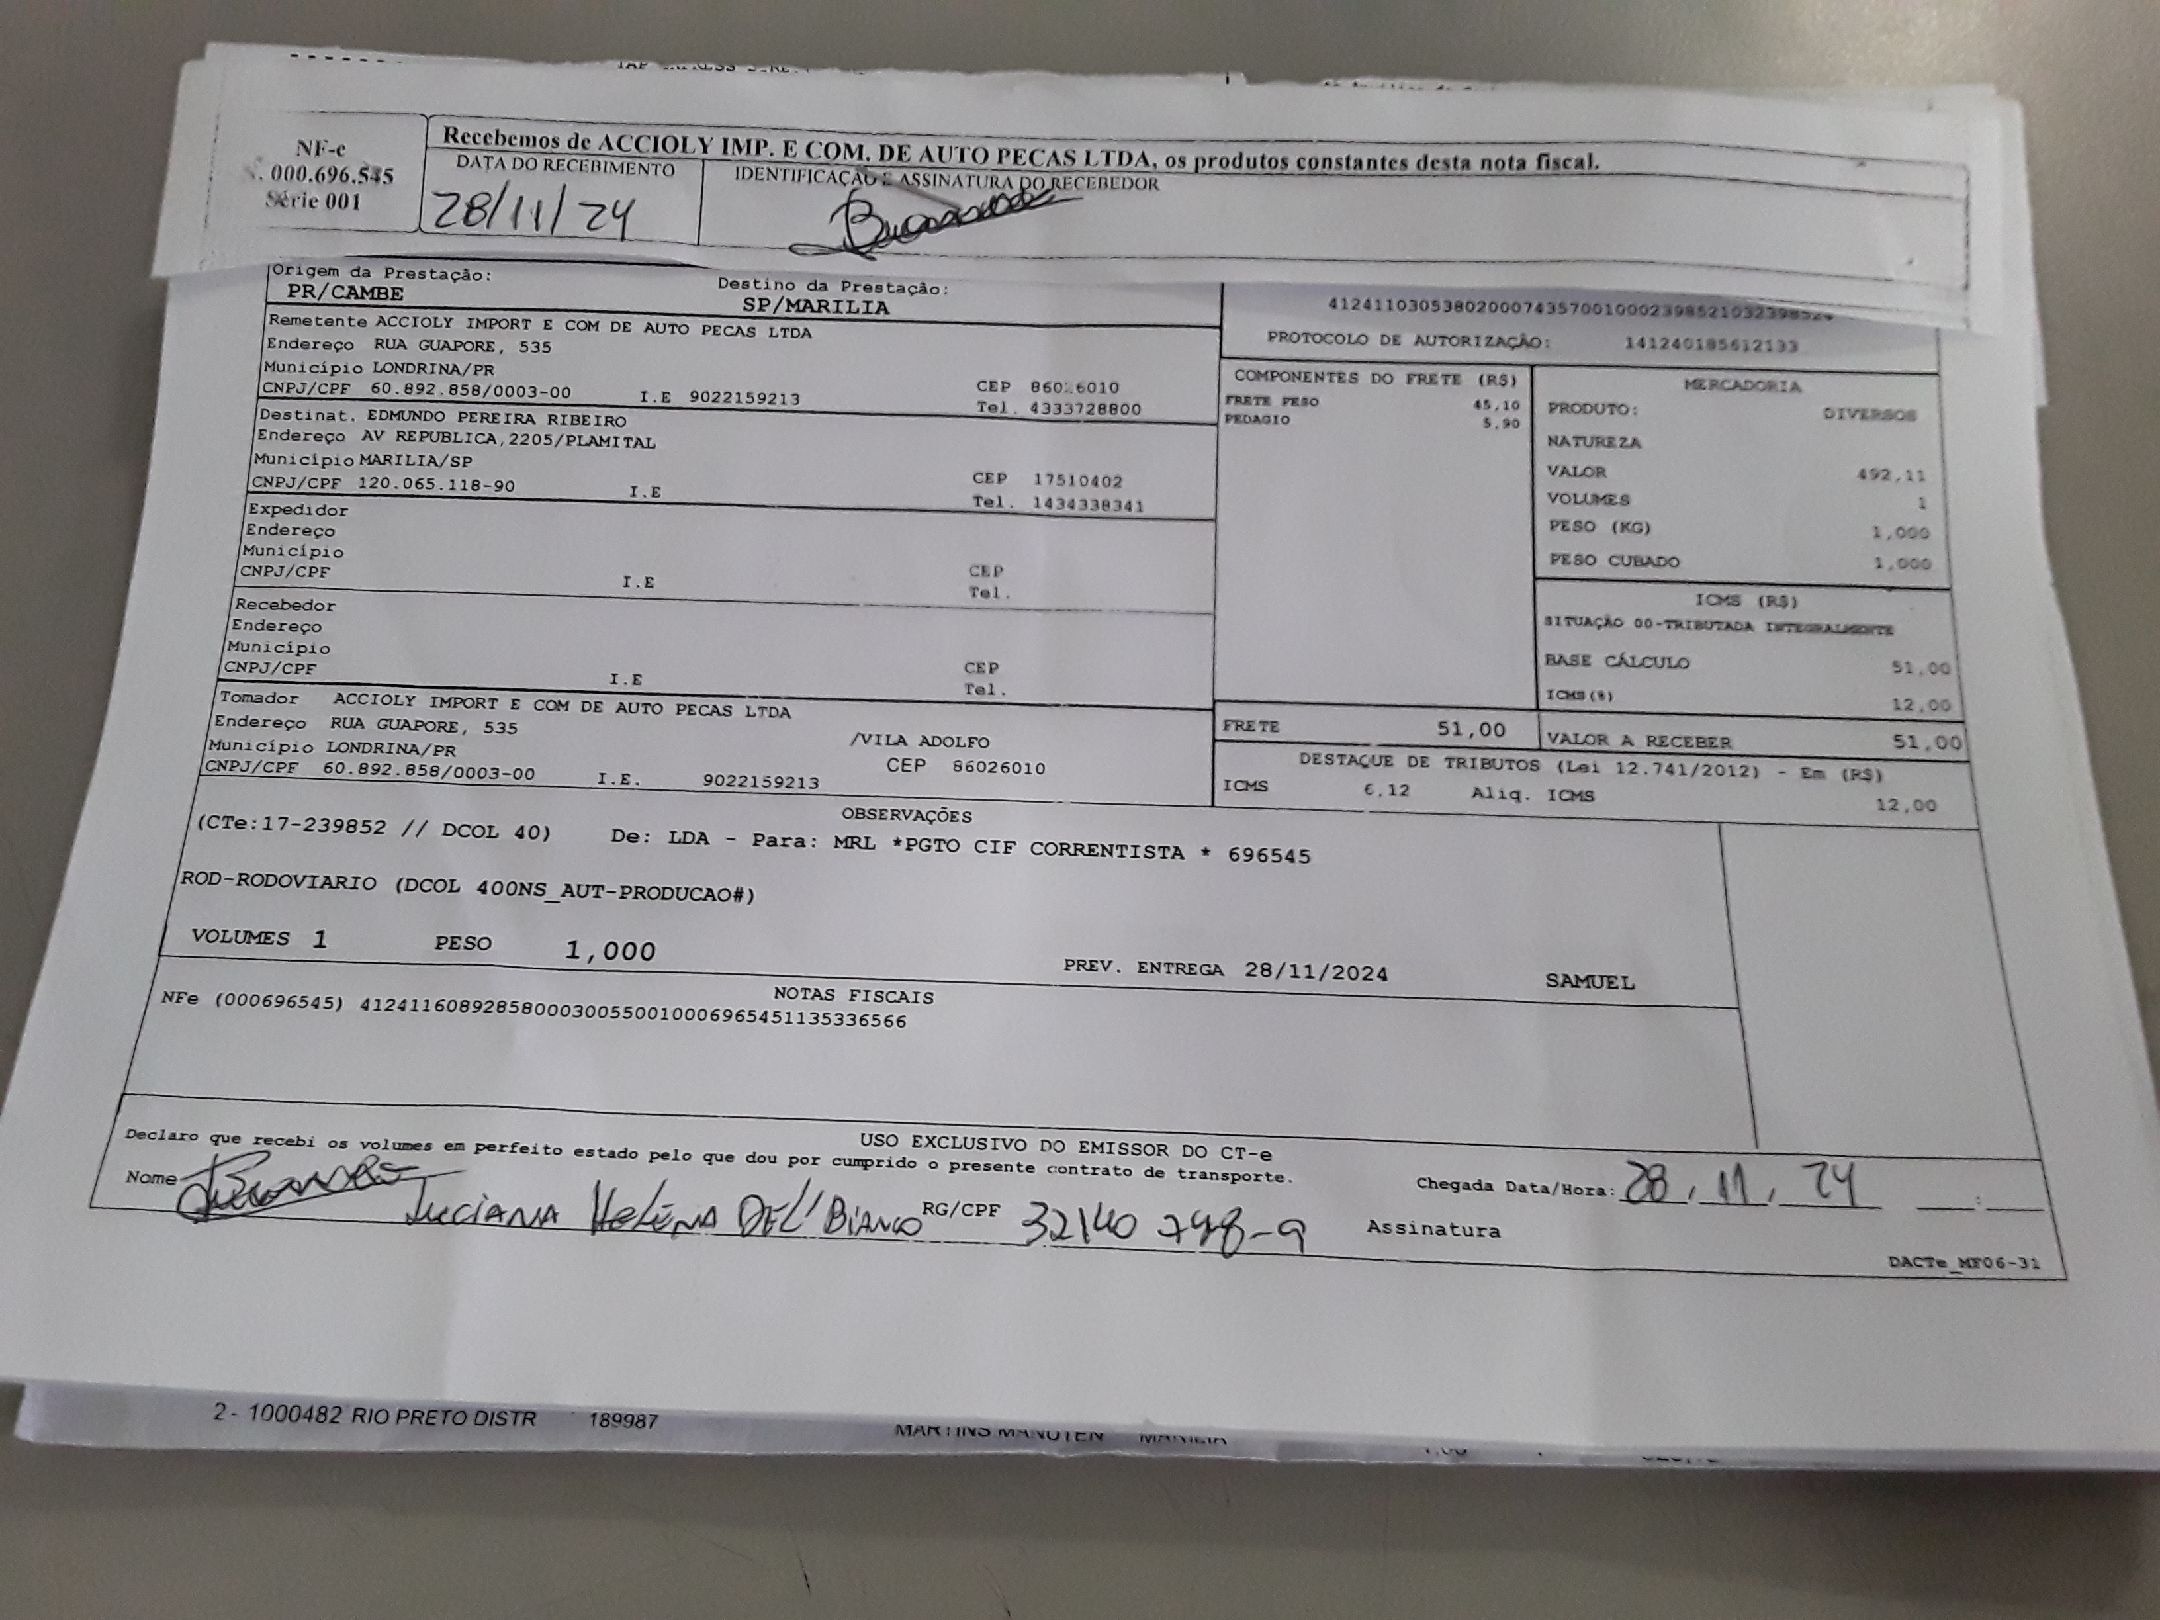 NF-e
. 000.696.545
Série 001
Recebemos de ACCIOLY IMP. E COM. DE AUTO PECAS LTDA, os produtos constantes desta nota fiscal.
DATA DO RECEBIMENTO
28/11/24
IDENTIFICAÇÃO E ASSINATURA DO RECEBEDOR
Origem da Prestação:
PR/CAMBE
Destino da Prestação:
SP/MARILIA
Remetente ACCIOLY IMPORT E COM DE AUTO PECAS LTDA
Endereço RUA GUAPORE, 535
Município LONDRINA/PR
CEP 86026010
CNPJ/CPF 60.892.858/0003-00 I.E 9022159213
Tel. 4333728800
Destinat. EDMUNDO PEREIRA RIBEIRO
Endereço AV REPUBLICA,2205/PLAMITAL
Município MARILIA/SP
CEP 17510402
CNPJ/CPF 120.065.118-90 I.E
Tel. 1434338341
Expedidor
Endereço
Município
CEP
CNPJ/CPF I.E
Tel.
Recebedor
Endereço
Município
CEP
CNPJ/CPF I.E
Tel.
Tomador ACCIOLY IMPORT E COM DE AUTO PECAS LTDA
Endereço RUA GUAPORE, 535 /VILA ADOLFO
Município LONDRINA/PR CEP 86026010
CNPJ/CPF 60.892.858/0003-00 I.E. 9022159213
PROTOCOLO DE AUTORIZAÇÃO: 141240185612133
COMPONENTES DO FRETE (R$)
FRETE PESO 45,10
PEDAGIO 5,90
MERCADORIA
PRODUTO: DIVERSOS
NATUREZA
VALOR 492,11
VOLUMES 1
PESO (KG) 1,000
PESO CUBADO 1,000
ICMS (R$)
SITUAÇÃO 00-TRIBUTADA INTEGRALMENTE
BASE CÁLCULO 51,00
ICMS(%) 12,00
FRETE 51,00
VALOR A RECEBER 51,00
DESTAQUE DE TRIBUTOS (Lei 12.741/2012) - Em (R$)
ICMS 6,12 Aliq. ICMS 12,00
OBSERVAÇÕES
(CTe:17-239852 // DCOL 40) De: LDA - Para: MRL *PGTO CIF CORRENTISTA * 696545
ROD-RODOVIARIO (DCOL 400NS_AUT-PRODUCAO#)
VOLUMES 1 PESO 1,000 PREV. ENTREGA 28/11/2024 SAMUEL
NOTAS FISCAIS
NFe (000696545) 41241160892858000300550010006965451135336566
USO EXCLUSIVO DO EMISSOR DO CT-e
Declaro que recebi os volumes em perfeito estado pelo que dou por cumprido o presente contrato de transporte.
Nome Luciana Helena Del'Bianco RG/CPF 32140 748-9
Chegada Data/Hora: 28, 11, 24 :
Assinatura
DACTe_MF06-31
2 - 1000482 RIO PRETO DISTR 189987 MARTINS MANUTEN MARILIA